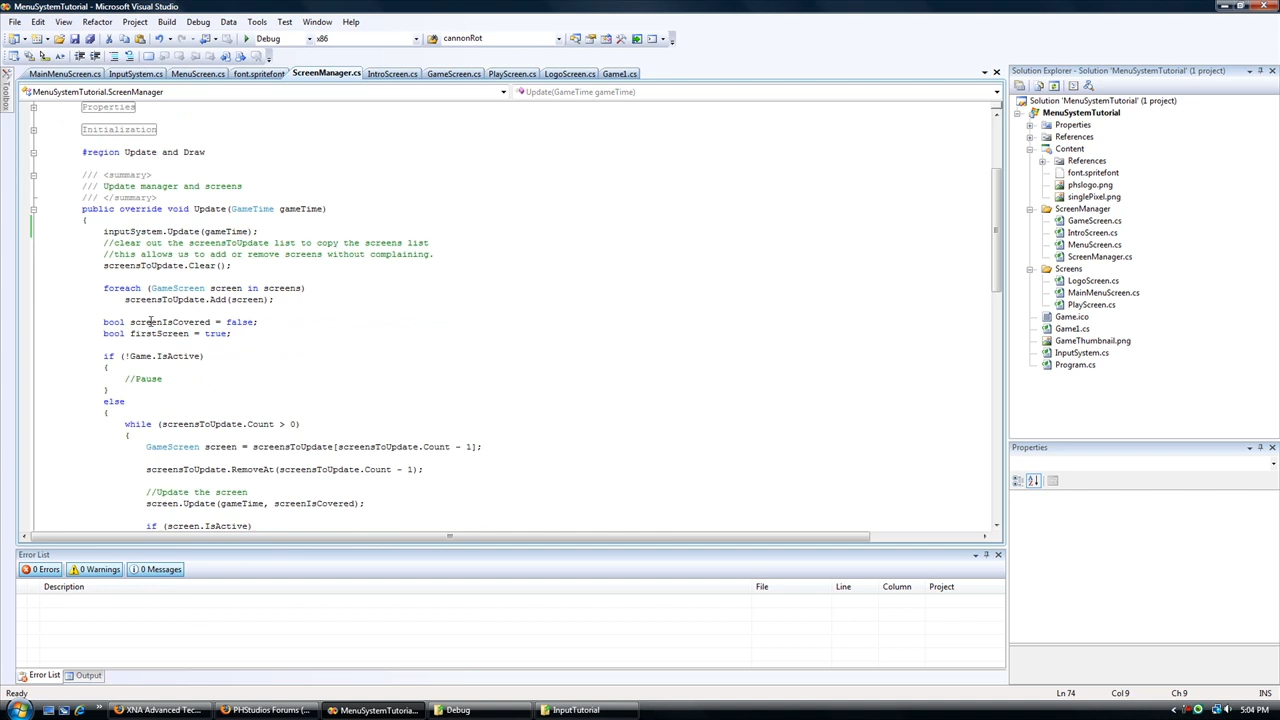 MenuSystemTutorial - Microsoft Visual Studio
File Edit View Refactor Project Build Debug Data Tools Test Window Help
Debug x86 cannonRot
MainMenuScreen.cs InputSystem.cs MenuScreen.cs font.spritefont ScreenManager.cs IntroScreen.cs GameScreen.cs PlayScreen.cs LogoScreen.cs Game1.cs
MenuSystemTutorial.ScreenManager Update(GameTime gameTime)
Toolbox
Properties
Initialization
#region Update and Draw
/// <summary>
/// Update manager and screens
/// </summary>
public override void Update(GameTime gameTime)
{
inputSystem.Update(gameTime);
//clear out the screensToUpdate list to copy the screens list
//this allows us to add or remove screens without complaining.
screensToUpdate.Clear();
foreach (GameScreen screen in screens)
screensToUpdate.Add(screen);
bool screenIsCovered = false;
bool firstScreen = true;
if (!Game.IsActive)
{
//Pause
}
else
{
while (screensToUpdate.Count > 0)
{
GameScreen screen = screensToUpdate[screensToUpdate.Count - 1];
screensToUpdate.RemoveAt(screensToUpdate.Count - 1);
//Update the screen
screen.Update(gameTime, screenIsCovered);
if (screen.IsActive)
Solution Explorer - Solution 'MenuSystemTutorial' (1 project)
Solution 'MenuSystemTutorial' (1 project)
MenuSystemTutorial
Properties
References
Content
References
font.spritefont
phslogo.png
singlePixel.png
ScreenManager
GameScreen.cs
IntroScreen.cs
MenuScreen.cs
ScreenManager.cs
Screens
LogoScreen.cs
MainMenuScreen.cs
PlayScreen.cs
Game.ico
Game1.cs
GameThumbnail.png
InputSystem.cs
Program.cs
Properties
Error List
0 Errors 0 Warnings 0 Messages
Description File Line Column Project
Error List Output
Ready Ln 74 Col 9 Ch 9 INS
XNA Advanced Tec... PHStudios Forums (... MenuSystemTutoria... Debug InputTutorial 5:04 PM